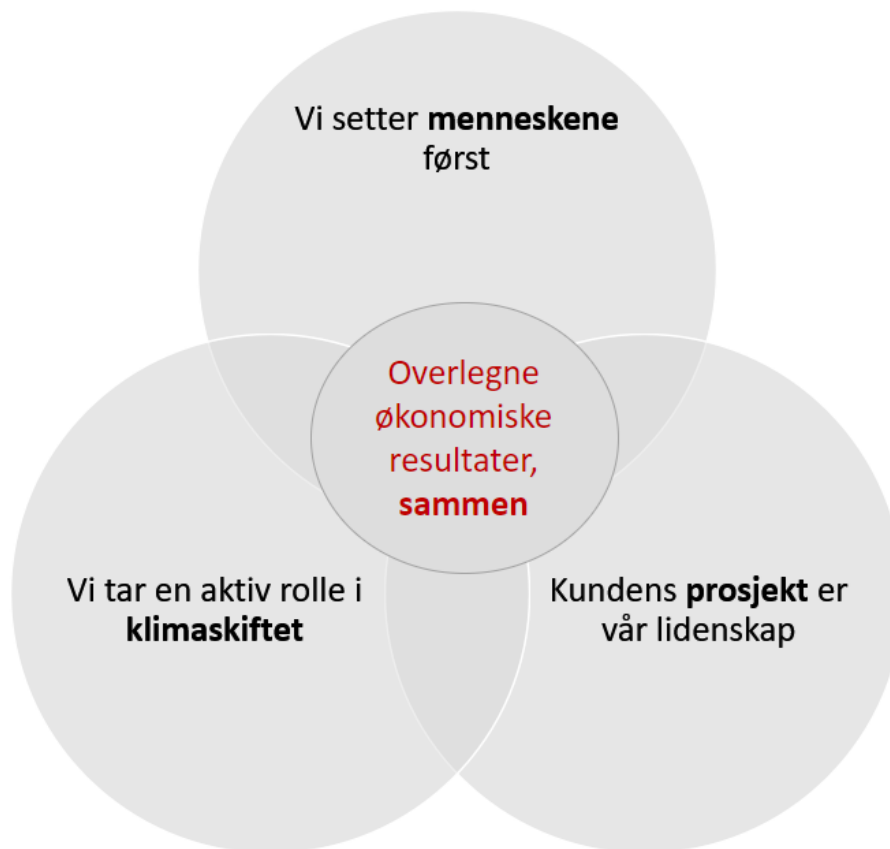 Vi setter menneskene
først
Overlegne
økonomiske
resultater,
sammen
Vi tar en aktiv rolle i
klimaskiftet
Kundens prosjekt er
vår lidenskap